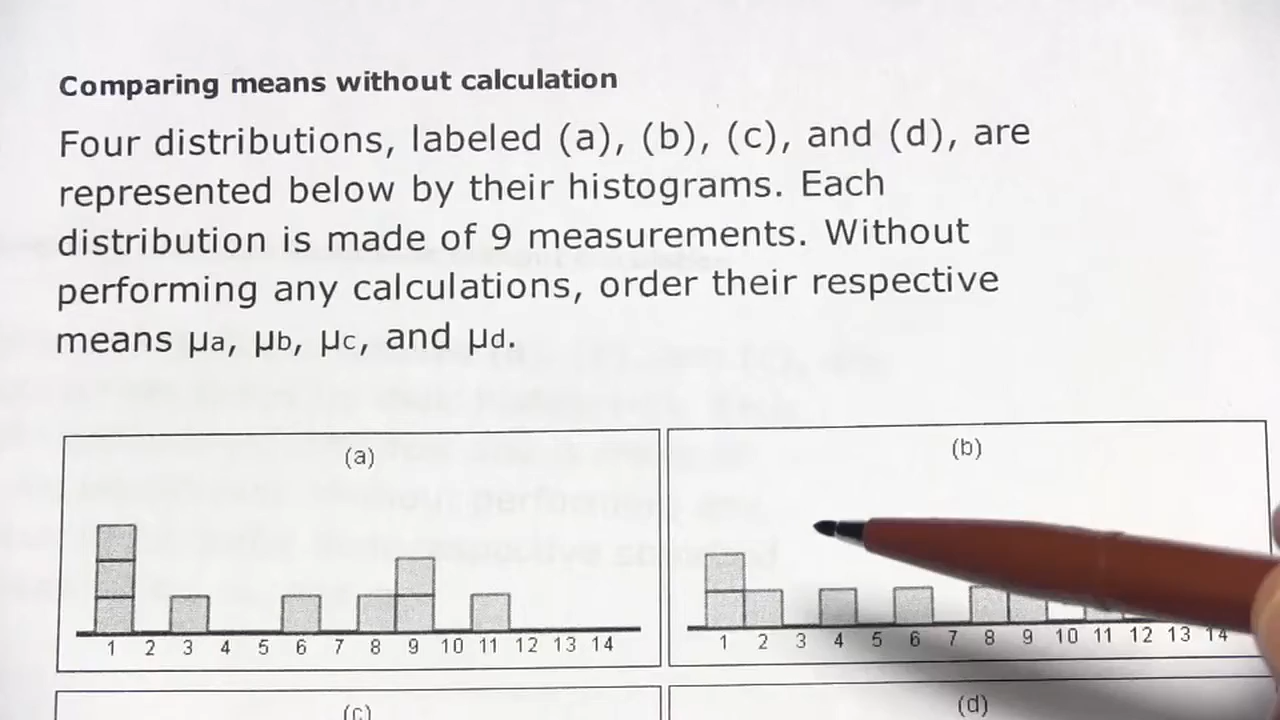 Comparing means without calculation
Four distributions, labeled (a), (b), (c), and (d), are
represented below by their histograms. Each
distribution is made of 9 measurements. Without
performing any calculations, order their respective
means μa, μb, μc, and μd.
(a)
(b)
1 2 3 4 5 6 7 8 9 10 11 12 13 14
1 2 3 4 5 6 7 8 9 10 11 12 13 14
(c)
(d)